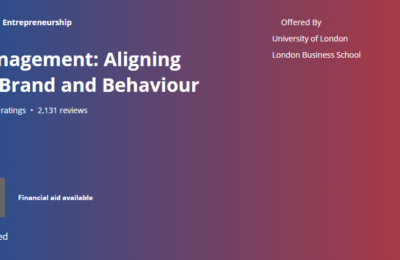 Entrepreneurship
Offered By
University of London
London Business School
nagement: Aligning
Brand and Behaviour
ratings • 2,131 reviews
Financial aid available
ed